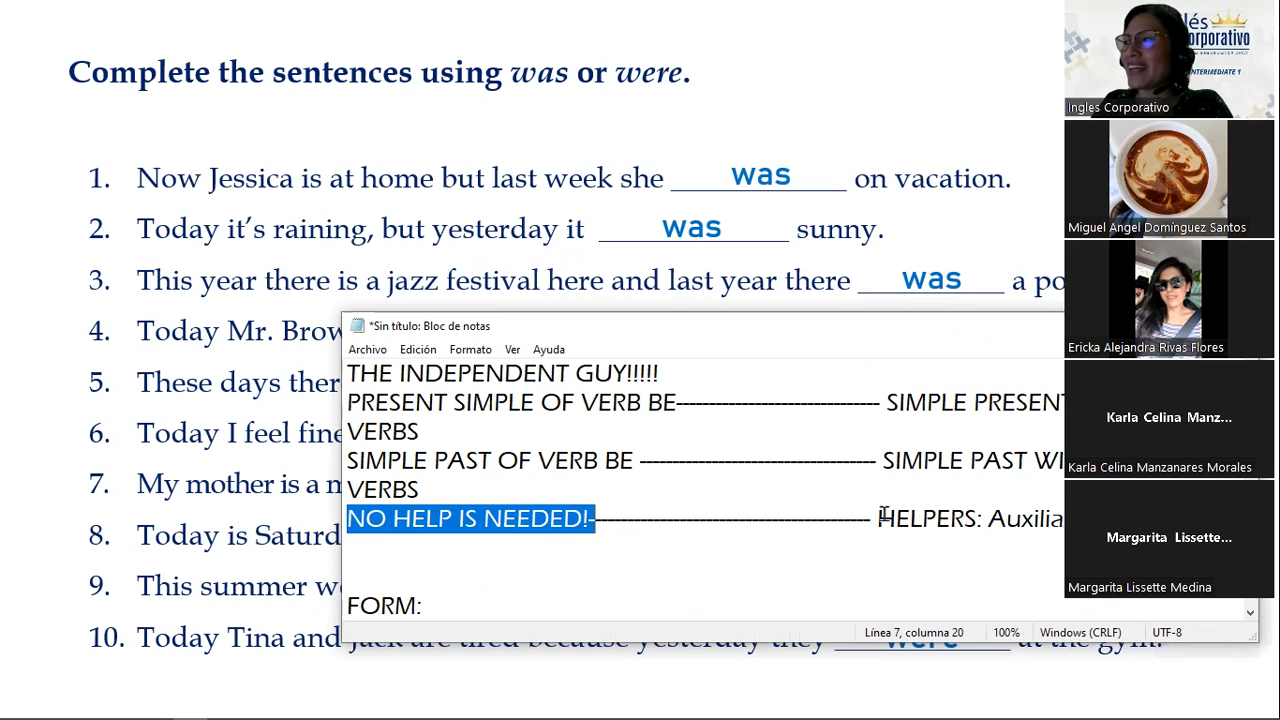 Complete the sentences using was or were.
1. Now Jessica is at home but last week she was on vacation.
2. Today it's raining, but yesterday it was sunny.
3. This year there is a jazz festival here and last year there was a po
4. Today Mr. Brow
5. These days ther
6. Today I feel fine
7. My mother is a m
8. Today is Saturd
9. This summer we
10. Today Tina and Jack are tired because yesterday they were at the gym.
*Sin título: Bloc de notas
Archivo Edición Formato Ver Ayuda
THE INDEPENDENT GUY!!!!!
PRESENT SIMPLE OF VERB BE------------------------------- SIMPLE PRESENT
VERBS
SIMPLE PAST OF VERB BE ------------------------------------ SIMPLE PAST WI
VERBS
NO HELP IS NEEDED!------------------------------------------- HELPERS: Auxilia
FORM:
Línea 7, columna 20 100% Windows (CRLF) UTF-8
lés
orporativo
INTERMEDIATE 1
Ingles Corporativo
Miguel Angel Domínguez Santos
Ericka Alejandra Rivas Flores
Karla Celina Manz...
Karla Celina Manzanares Morales
Margarita Lissette...
Margarita Lissette Medina